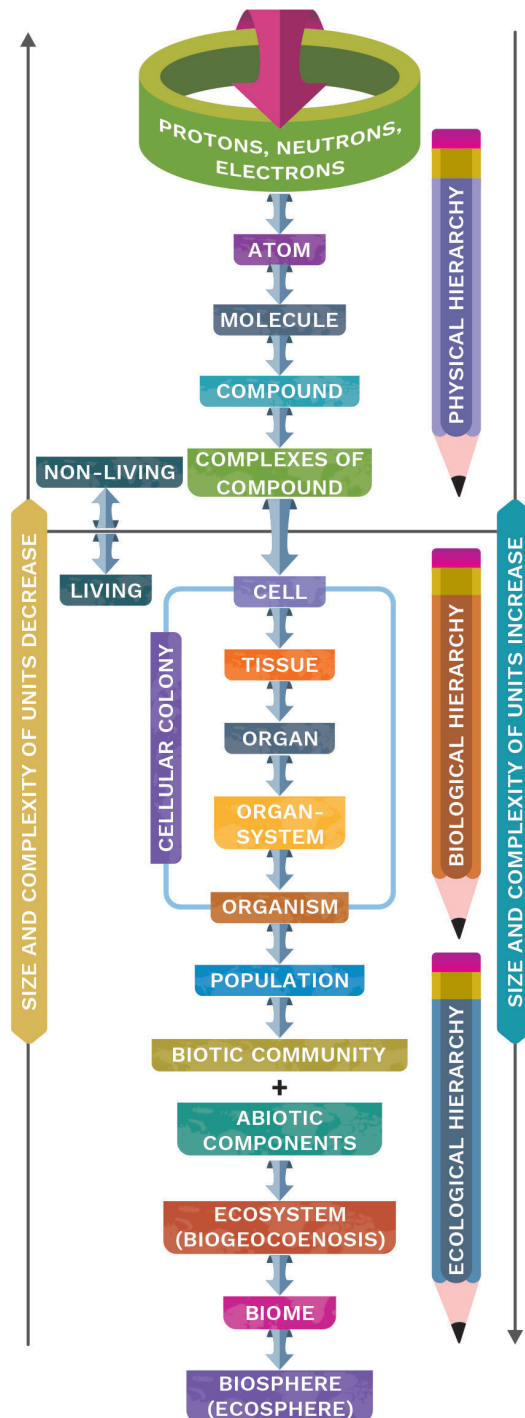 PROTONS, NEUTRONS,
ELECTRONS
ATOM
MOLECULE
COMPOUND
COMPLEXES OF
COMPOUND
NON-LIVING
LIVING
CELL
TISSUE
ORGAN
ORGAN-
SYSTEM
ORGANISM
CELLULAR COLONY
POPULATION
BIOTIC COMMUNITY
+
ABIOTIC
COMPONENTS
ECOSYSTEM
(BIOGEOCOENOSIS)
BIOME
BIOSPHERE
(ECOSPHERE)
SIZE AND COMPLEXITY OF UNITS DECREASE
PHYSICAL HIERARCHY
BIOLOGICAL HIERARCHY
ECOLOGICAL HIERARCHY
SIZE AND COMPLEXITY OF UNITS INCREASE